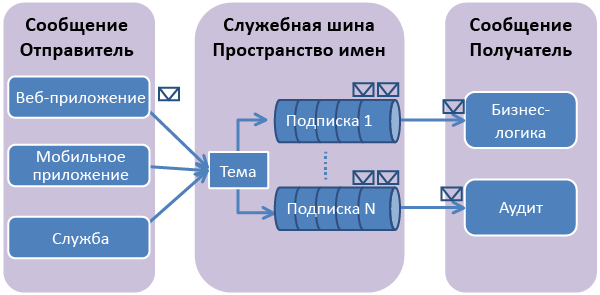 Сообщение
Отправитель
Веб-приложение
Мобильное
приложение
Служба
Служебная шина
Пространство имен
Тема
Подписка 1
Подписка N
Сообщение
Получатель
Бизнес-
логика
Аудит